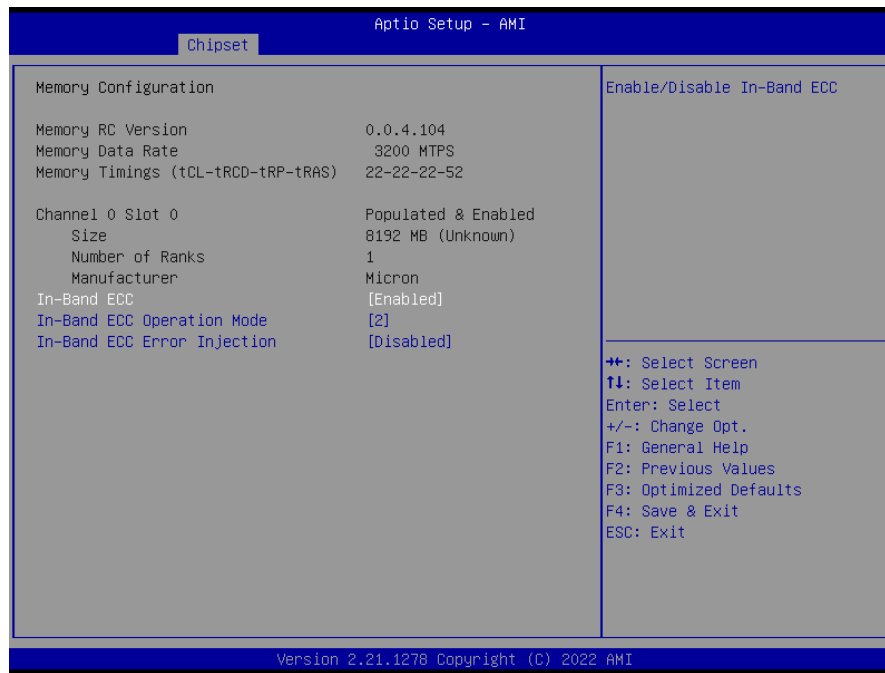 Aptio Setup – AMI
Chipset
Memory Configuration
Enable/Disable In-Band ECC
Memory RC Version 0.0.4.104
Memory Data Rate 3200 MTPS
Memory Timings (tCL-tRCD-tRP-tRAS) 22-22-22-52
Channel 0 Slot 0 Populated & Enabled
Size 8192 MB (Unknown)
Number of Ranks 1
Manufacturer Micron
In-Band ECC [Enabled]
In-Band ECC Operation Mode [2]
In-Band ECC Error Injection [Disabled]
→←: Select Screen
↑↓: Select Item
Enter: Select
+/-: Change Opt.
F1: General Help
F2: Previous Values
F3: Optimized Defaults
F4: Save & Exit
ESC: Exit
Version 2.21.1278 Copyright (C) 2022 AMI